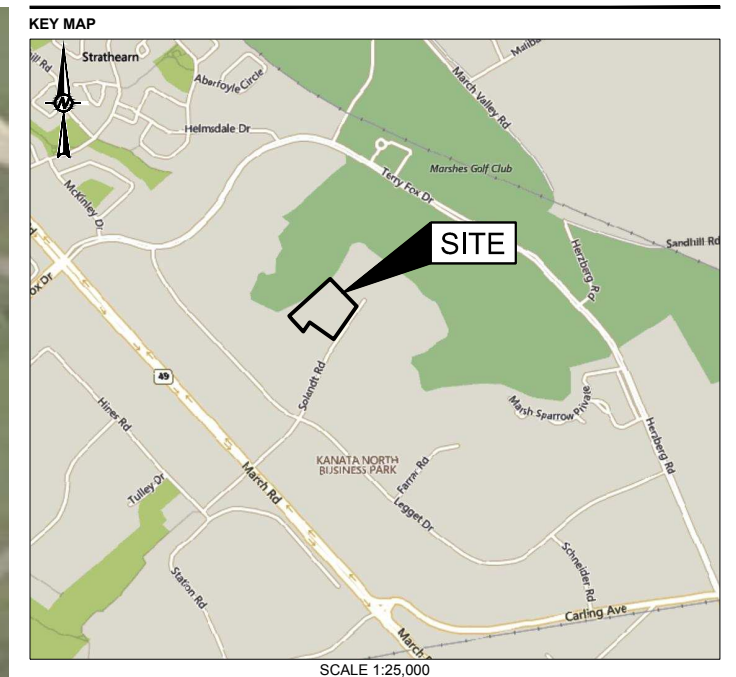 KEY MAP
Strathearn
Aberfoyle Circle
Helmsdale Dr
McKinley Dr
March Valley Rd
Marshes Golf Club
Terry Fox Dr
SITE
Sandhill Rd
Herzberg Rd
49
Solandt Rd
Hines Rd
Marsh Sparrow Private
Herzberg Rd
KANATA NORTH
BUSINESS PARK
March Rd
Farrar Rd
Tulley Dr
Legget Dr
Station Rd
Schneider Rd
Carling Ave
March
SCALE 1:25,000